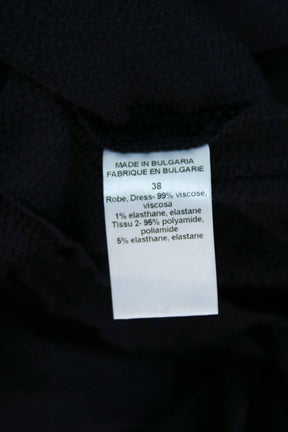 MADE IN BULGARIA
FABRIQUE EN BULGARIE
38
Robe, Dress- 99% viscose,
viscosa
1% elasthane, elastane
Tissu 2- 95% polyamide,
poliamide
5% elasthane, elastane